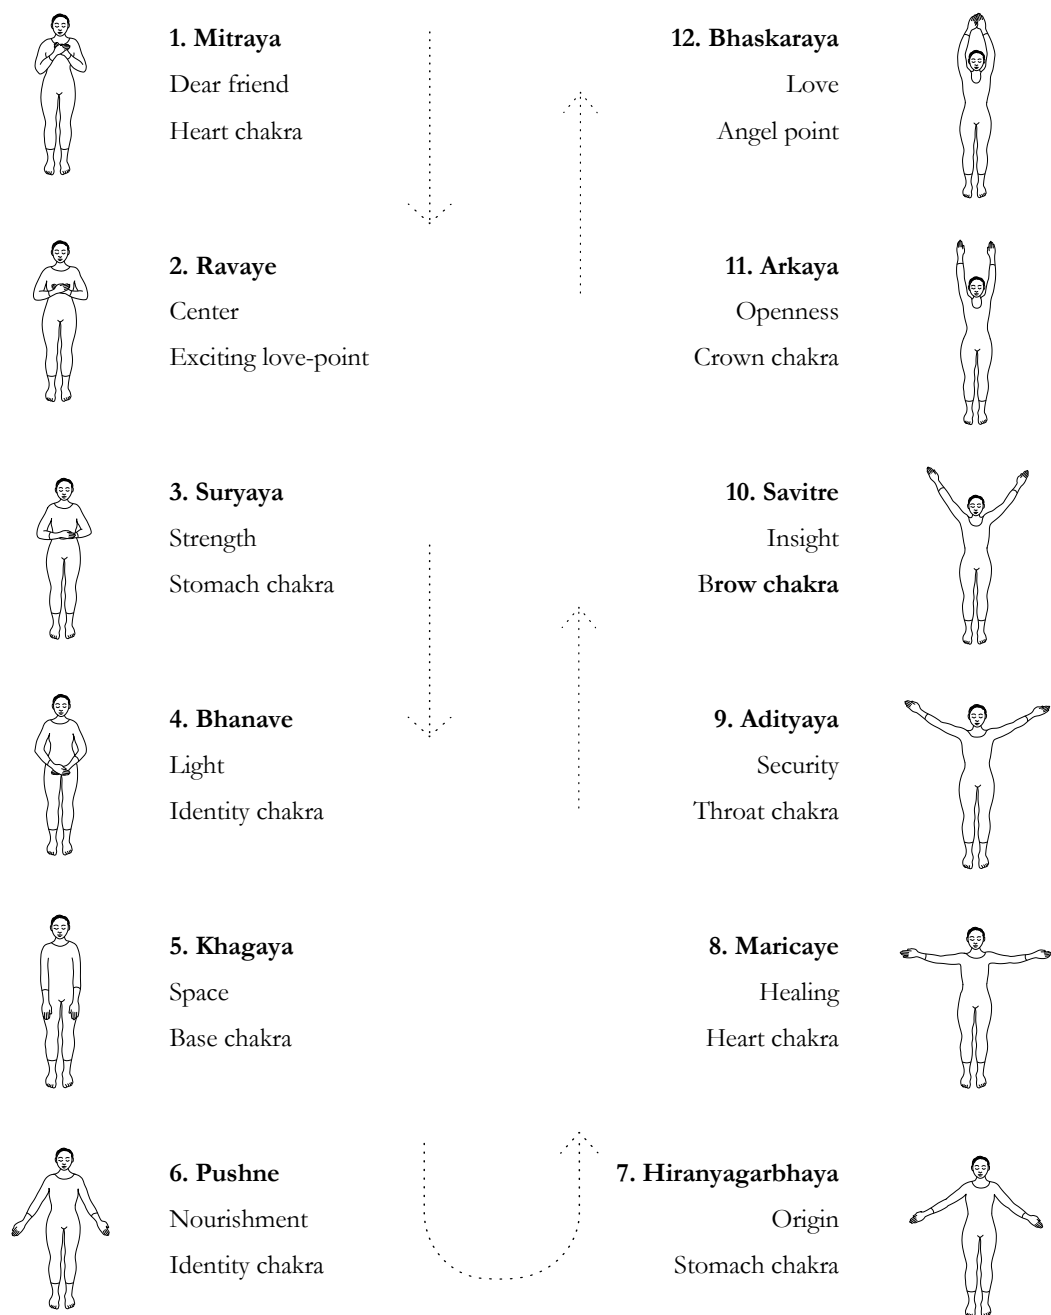 1. Mitraya
Dear friend
Heart chakra
2. Ravaye
Center
Exciting love-point
3. Suryaya
Strength
Stomach chakra
4. Bhanave
Light
Identity chakra
5. Khagaya
Space
Base chakra
6. Pushne
Nourishment
Identity chakra
7. Hiranyagarbhaya
Origin
Stomach chakra
8. Maricaye
Healing
Heart chakra
9. Adityaya
Security
Throat chakra
10. Savitre
Insight
Brow chakra
11. Arkaya
Openness
Crown chakra
12. Bhaskaraya
Love
Angel point